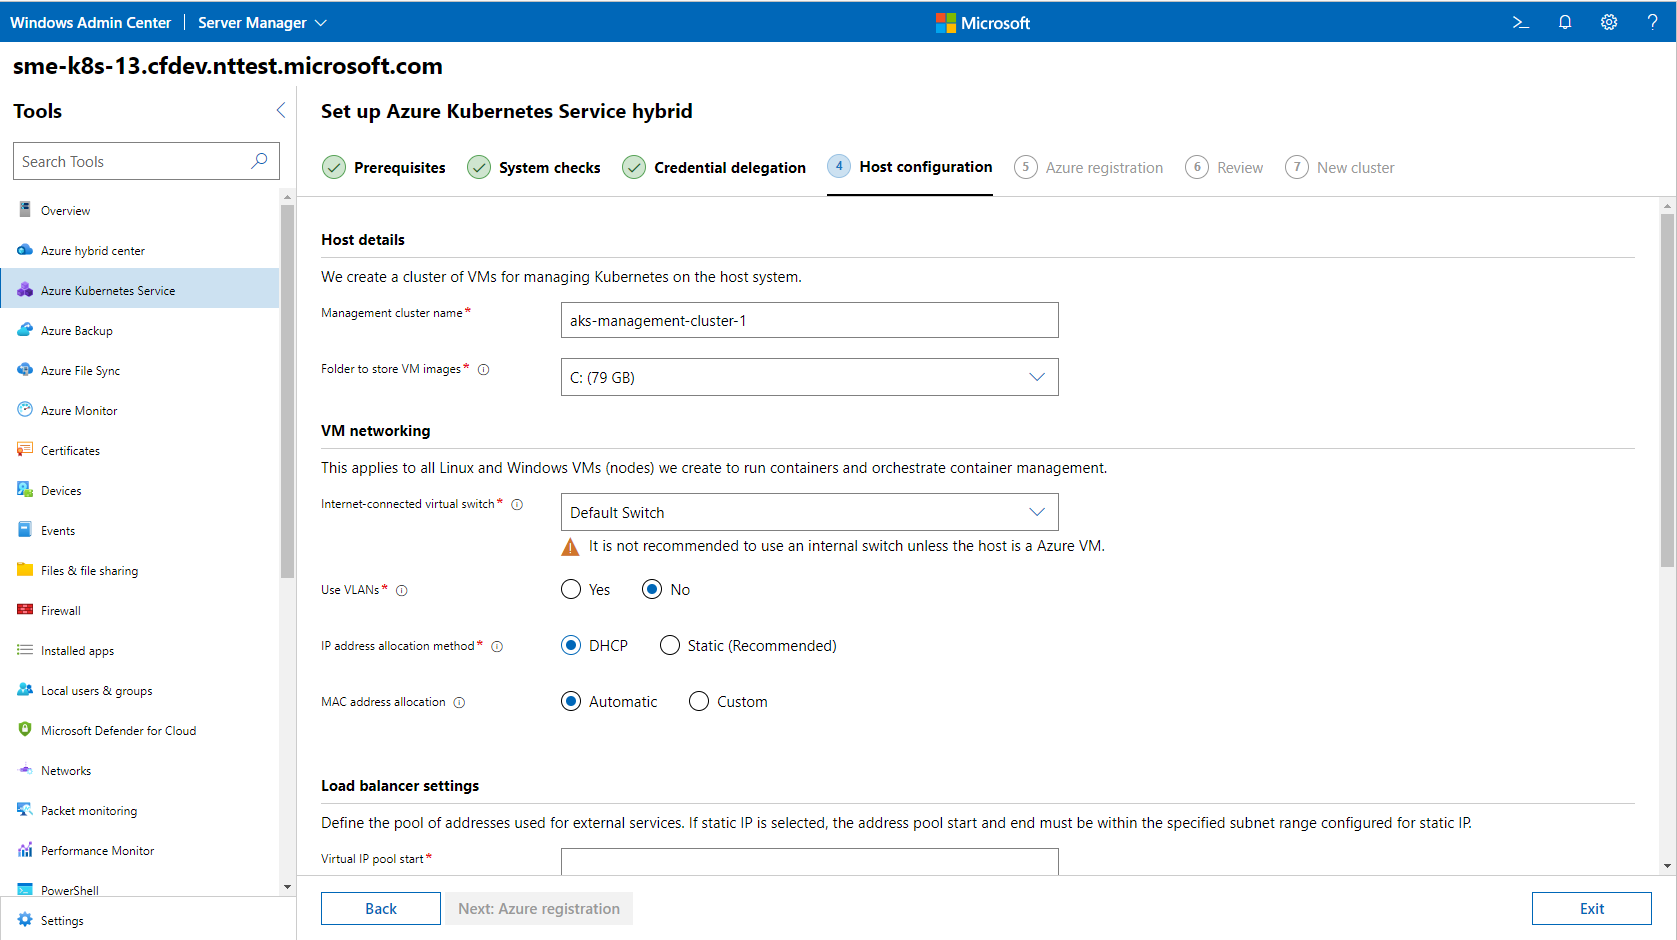 Windows Admin Center | Server Manager
Microsoft
sme-k8s-13.cfdev.nttest.microsoft.com
Tools
Search Tools
Overview
Azure hybrid center
Azure Kubernetes Service
Azure Backup
Azure File Sync
Azure Monitor
Certificates
Devices
Events
Files & file sharing
Firewall
Installed apps
Local users & groups
Microsoft Defender for Cloud
Networks
Packet monitoring
Performance Monitor
PowerShell
Settings
Set up Azure Kubernetes Service hybrid
Prerequisites
System checks
Credential delegation
4 Host configuration
5 Azure registration
6 Review
7 New cluster
Host details
We create a cluster of VMs for managing Kubernetes on the host system.
Management cluster name*
aks-management-cluster-1
Folder to store VM images*
C: (79 GB)
VM networking
This applies to all Linux and Windows VMs (nodes) we create to run containers and orchestrate container management.
Internet-connected virtual switch*
Default Switch
It is not recommended to use an internal switch unless the host is a Azure VM.
Use VLANs*
Yes No
IP address allocation method*
DHCP Static (Recommended)
MAC address allocation
Automatic Custom
Load balancer settings
Define the pool of addresses used for external services. If static IP is selected, the address pool start and end must be within the specified subnet range configured for static IP.
Virtual IP pool start*
Back
Next: Azure registration
Exit